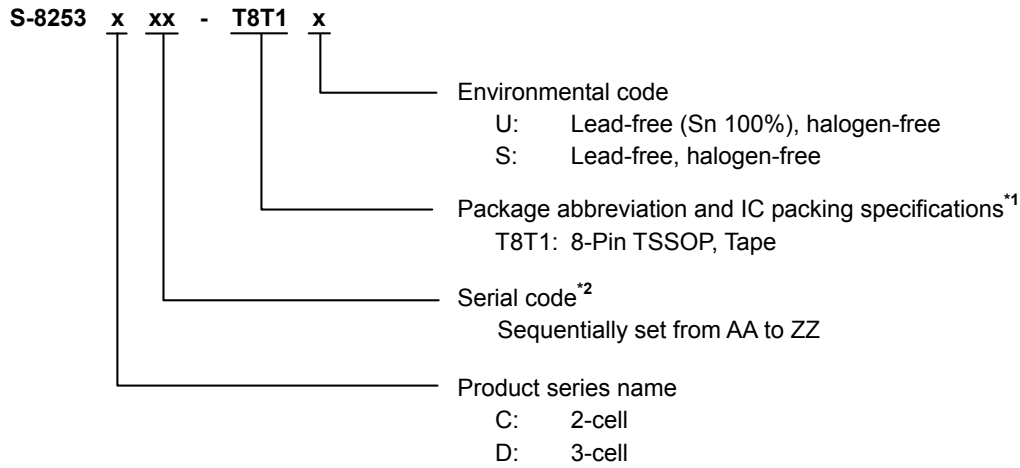 S-8253 x xx - T8T1 x
Environmental code
U: Lead-free (Sn 100%), halogen-free
S: Lead-free, halogen-free
Package abbreviation and IC packing specifications*1
T8T1: 8-Pin TSSOP, Tape
Serial code*2
Sequentially set from AA to ZZ
Product series name
C: 2-cell
D: 3-cell